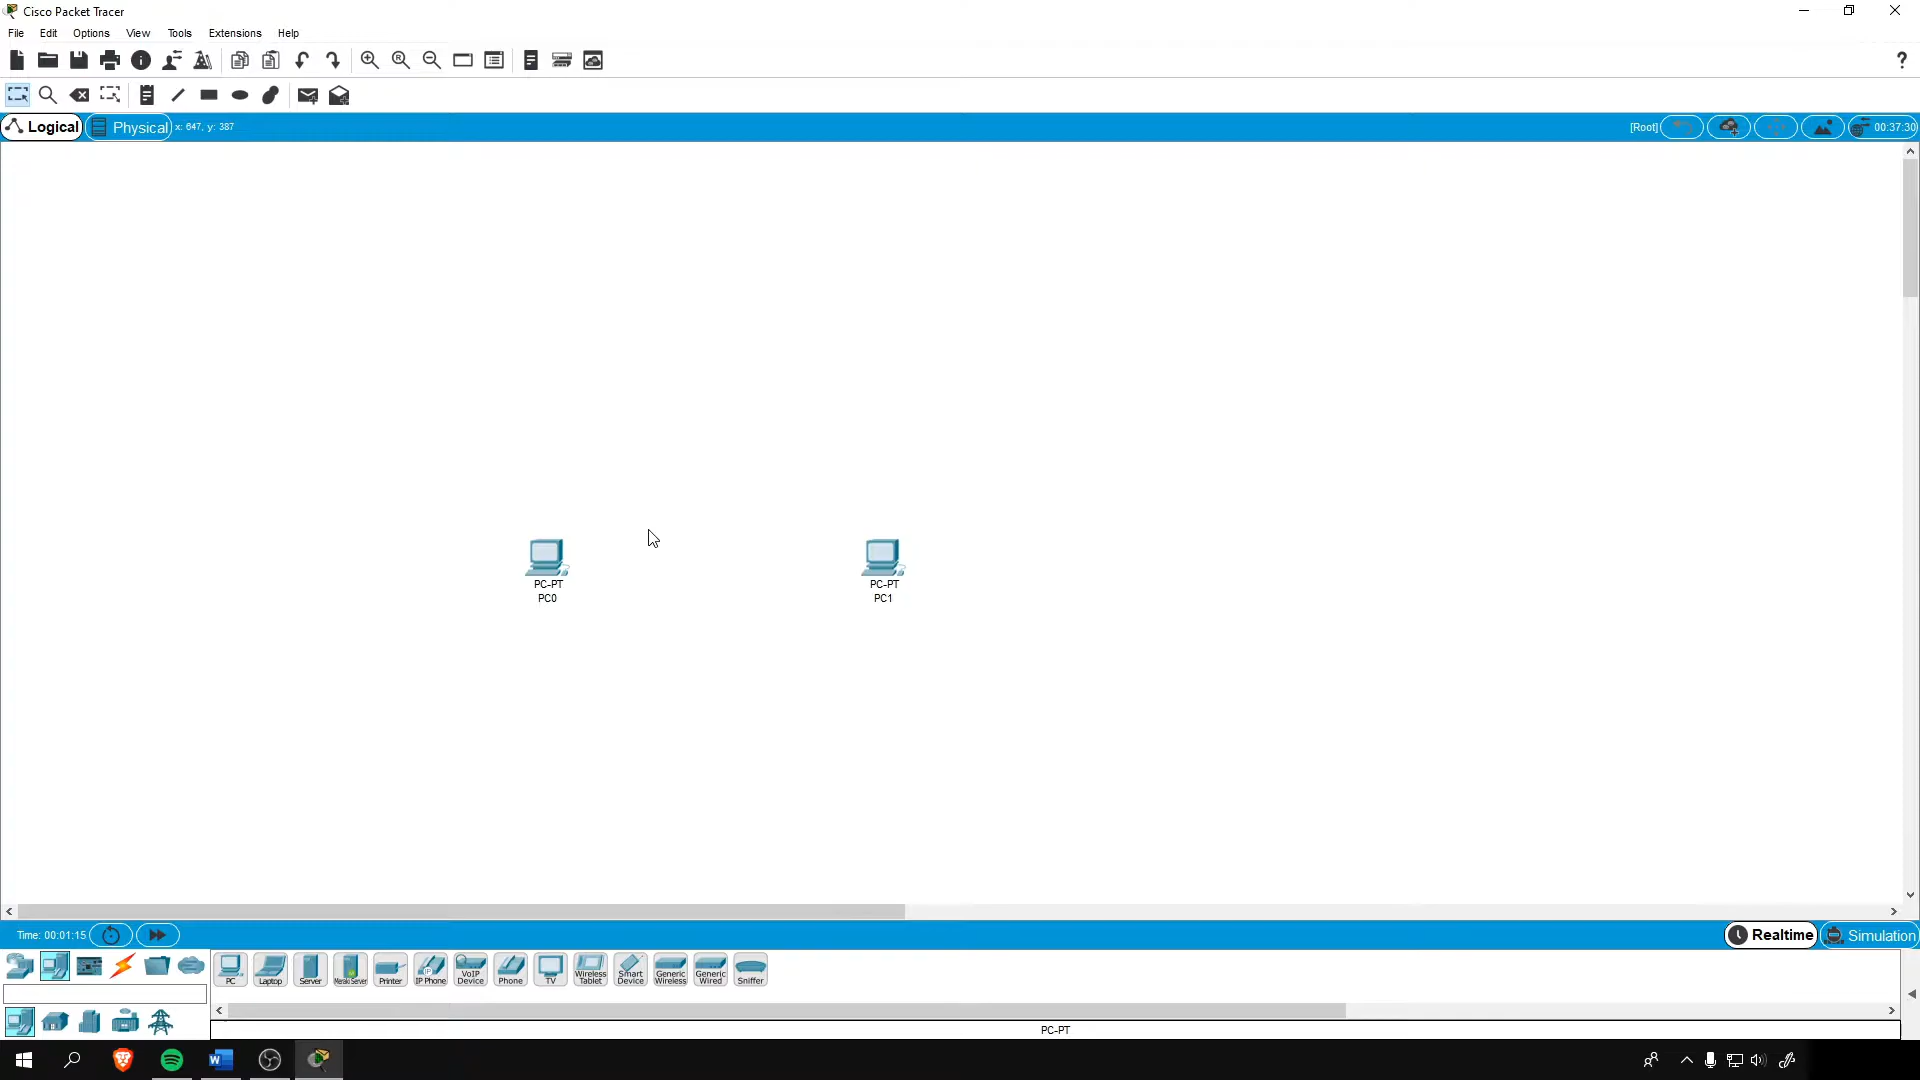 Cisco Packet Tracer
File Edit Options View Tools Extensions Help
?
Logical Physical x: 647, y: 387 [Root] 00:37:30
PC-PT PC-PT
PC0 PC1
Time: 00:01:15 Realtime Simulation
PC Laptop Server Meraki Server Printer IP Phone VoIP Device Phone TV Wireless Tablet Smart Device Generic Wireless Generic Wired Sniffer
PC-PT